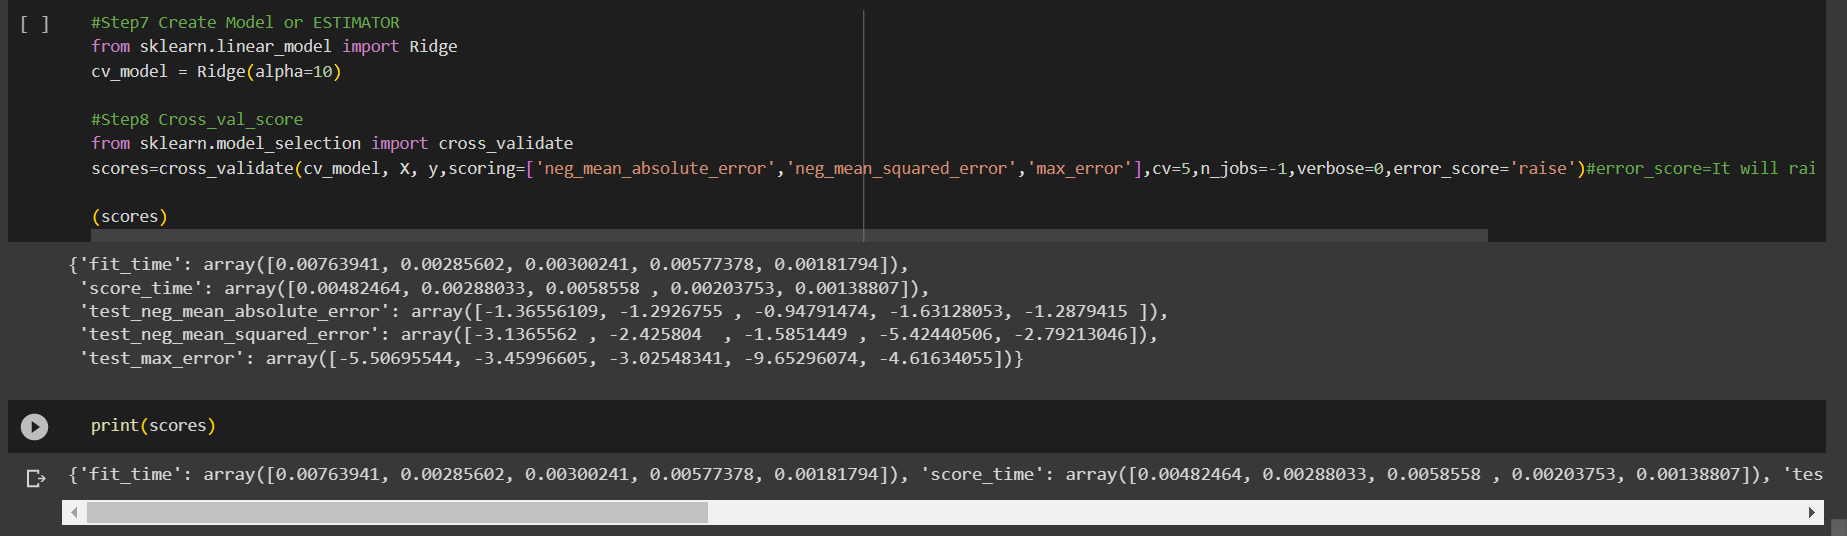 [ ]
#Step7 Create Model or ESTIMATOR
from sklearn.linear_model import Ridge
cv_model = Ridge(alpha=10)
#Step8 Cross_val_score
from sklearn.model_selection import cross_validate
scores=cross_validate(cv_model, X, y,scoring=['neg_mean_absolute_error','neg_mean_squared_error','max_error'],cv=5,n_jobs=-1,verbose=0,error_score='raise')#error_score=It will rai
(scores)
{'fit_time': array([0.00763941, 0.00285602, 0.00300241, 0.00577378, 0.00181794]),
'score_time': array([0.00482464, 0.00288033, 0.0058558 , 0.00203753, 0.00138807]),
'test_neg_mean_absolute_error': array([-1.36556109, -1.2926755 , -0.94791474, -1.63128053, -1.2879415 ]),
'test_neg_mean_squared_error': array([-3.1365562 , -2.425804  , -1.5851449 , -5.42440506, -2.79213046]),
'test_max_error': array([-5.50695544, -3.45996605, -3.02548341, -9.65296074, -4.61634055])}
print(scores)
{'fit_time': array([0.00763941, 0.00285602, 0.00300241, 0.00577378, 0.00181794]), 'score_time': array([0.00482464, 0.00288033, 0.0058558 , 0.00203753, 0.00138807]), 'tes